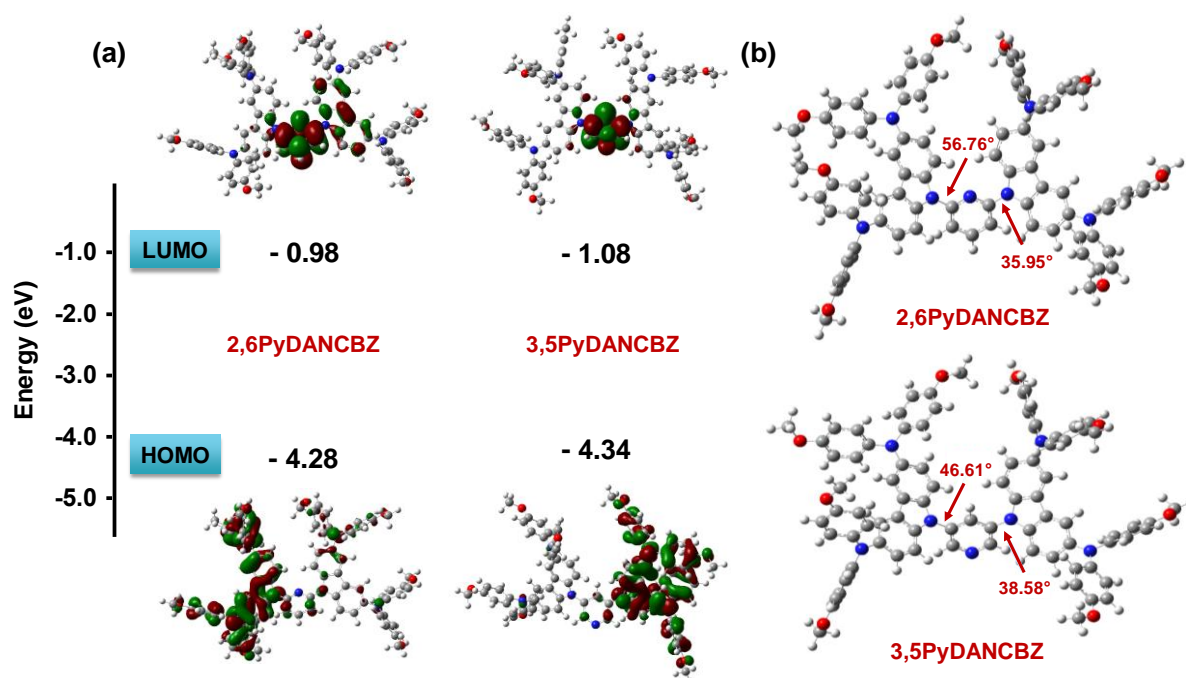 (a)
(b)
56.76°
35.95°
2,6PyDANCBZ
Energy (eV)
-1.0
-2.0
-3.0
-4.0
-5.0
LUMO
- 0.98
- 1.08
2,6PyDANCBZ
3,5PyDANCBZ
HOMO
- 4.28
- 4.34
46.61°
38.58°
3,5PyDANCBZ